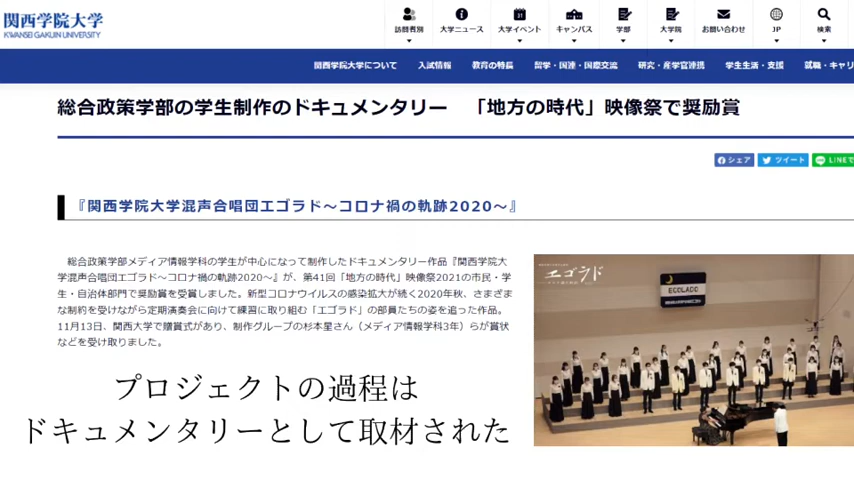 関西学院大学
KWANSEI GAKUIN UNIVERSITY
訪問者別
大学ニュース
大学イベント
キャンパス
学部
大学院
お問い合わせ
JP
検索
関西学院大学について
入試情報
教育の特長
留学・国連・国際交流
研究・産学官連携
学生生活・支援
就職・キャリ
総合政策学部の学生制作のドキュメンタリー 「地方の時代」映像祭で奨励賞
シェア
ツイート
LINEで
『関西学院大学混声合唱団エゴラド～コロナ禍の軌跡2020～』
総合政策学部メディア情報学科の学生が中心になって制作したドキュメンタリー作品『関西学院大
学混声合唱団エゴラド～コロナ禍の軌跡2020～』が、第41回「地方の時代」映像祭2021の市民・学
生・自治体部門で奨励賞を受賞しました。新型コロナウイルスの感染拡大が続く2020年秋、さまざま
な制約を受けながら定期演奏会に向けて練習に取り組む「エゴラド」の部員たちの姿を追った作品。
11月13日、関西大学で贈賞式があり、制作グループの杉本星さん（メディア情報学科3年）らが賞状
などを受け取りました。
エゴラド
ECOLADO
プロジェクトの過程は
ドキュメンタリーとして取材された